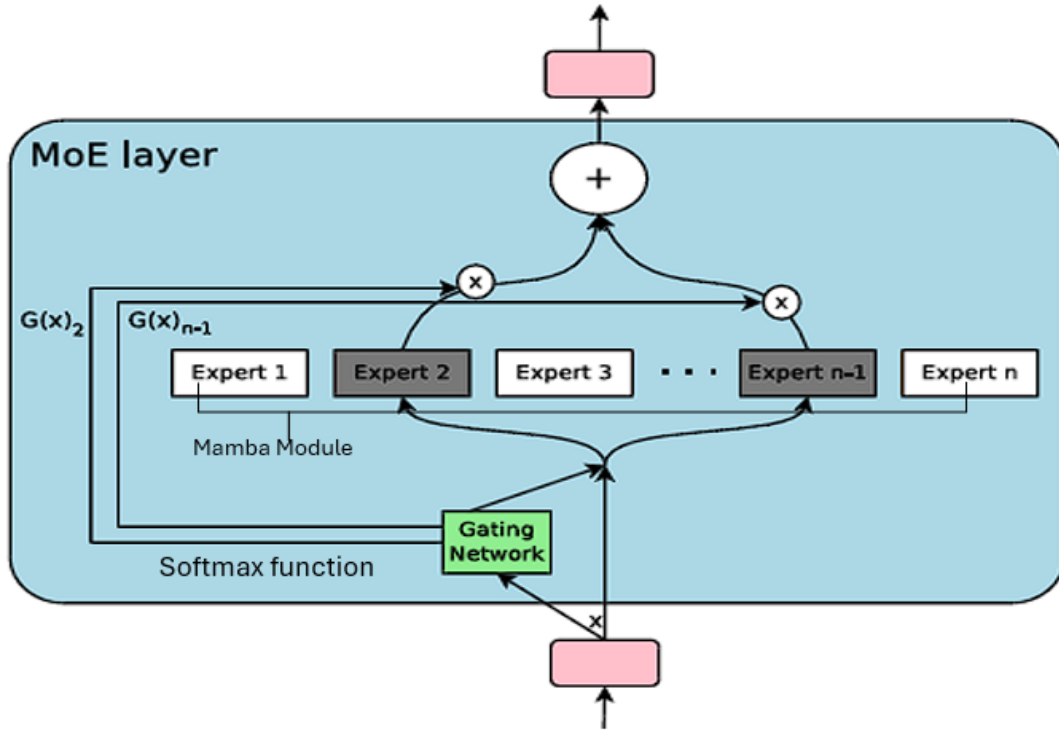 MoE layer
+
x
x
G(x)₂
G(x)ₙ₋₁
Expert 1
Expert 2
Expert 3
. . .
Expert n-1
Expert n
Mamba Module
Gating
Network
Softmax function
x